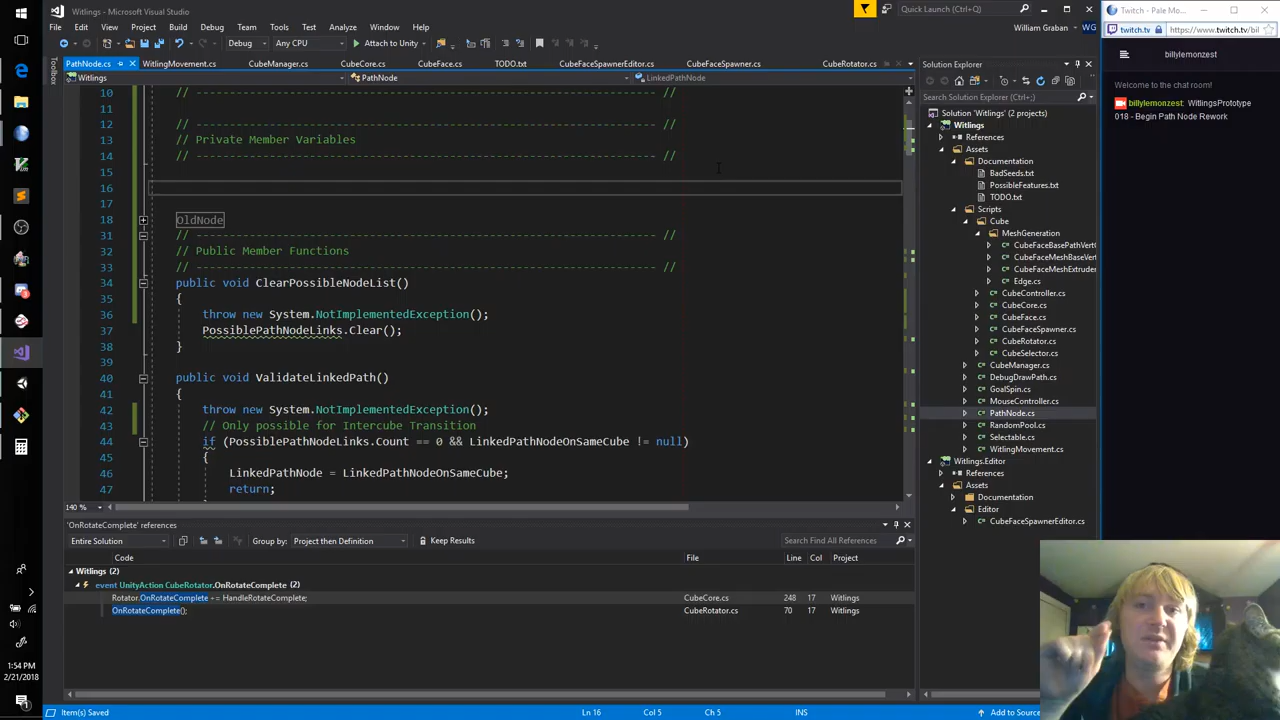 Witlings - Microsoft Visual Studio
Quick Launch (Ctrl+Q)
Twitch - Pale Mo...
File Edit View Project Build Debug Team Tools Test Analyze Window Help
William Graban WG
twitch.tv https://www.twitch.tv/bil
Debug Any CPU Attach to Unity
billylemonzest
Welcome to the chat room!
billylemonzest: WitlingsPrototype
018 - Begin Path Node Rework
Toolbox
PathNode.cs WitlingMovement.cs CubeManager.cs CubeCore.cs CubeFace.cs TODO.txt CubeFaceSpawnerEditor.cs CubeFaceSpawner.cs CubeRotator.cs
Witlings PathNode LinkedPathNode
10 // ---------------------------------------------------------- //
11
12 // ---------------------------------------------------------- //
13 // Private Member Variables
14 // ---------------------------------------------------------- //
15
16
17
18 OldNode
31 // ---------------------------------------------------------- //
32 // Public Member Functions
33 // ---------------------------------------------------------- //
34 public void ClearPossibleNodeList()
35 {
36 throw new System.NotImplementedException();
37 PossiblePathNodeLinks.Clear();
38 }
39
40 public void ValidateLinkedPath()
41 {
42 throw new System.NotImplementedException();
43 // Only possible for Intercube Transition
44 if (PossiblePathNodeLinks.Count == 0 && LinkedPathNodeOnSameCube != null)
45 {
46 LinkedPathNode = LinkedPathNodeOnSameCube;
47 return;
140 %
Solution Explorer
Search Solution Explorer (Ctrl+;)
Solution 'Witlings' (2 projects)
Witlings
References
Assets
Documentation
BadSeeds.txt
PossibleFeatures.txt
TODO.txt
Scripts
Cube
MeshGeneration
CubeFaceBasePathVert
CubeFaceMeshBaseVert
CubeFaceMeshExtruder
Edge.cs
CubeController.cs
CubeCore.cs
CubeFace.cs
CubeFaceSpawner.cs
CubeRotator.cs
CubeSelector.cs
CubeManager.cs
DebugDrawPath.cs
GoalSpin.cs
MouseController.cs
PathNode.cs
RandomPool.cs
Selectable.cs
WitlingMovement.cs
Witlings.Editor
References
Assets
Documentation
Editor
CubeFaceSpawnerEditor.cs
'OnRotateComplete' references
Entire Solution Group by: Project then Definition Keep Results Search Find All References
Code File Line Col Project
Witlings (2)
event UnityAction CubeRotator.OnRotateComplete (2)
Rotator.OnRotateComplete += HandleRotateComplete; CubeCore.cs 248 17 Witlings
OnRotateComplete(); CubeRotator.cs 70 17 Witlings
1:54 PM
2/21/2018
Item(s) Saved Ln 16 Col 5 Ch 5 INS Add to Source